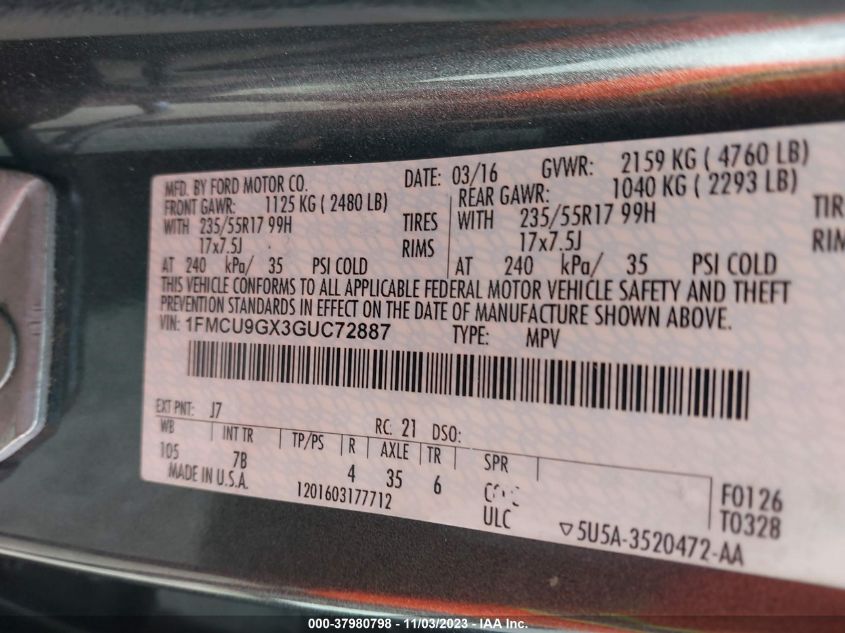 MFD. BY FORD MOTOR CO. DATE: 03/16 GVWR: 2159 KG ( 4760 LB)
FRONT GAWR: 1125 KG ( 2480 LB) REAR GAWR: 1040 KG ( 2293 LB)
WITH 235/55R17 99H TIRES WITH 235/55R17 99H
17x7.5J RIMS 17x7.5J
AT 240 kPa/ 35 PSI COLD AT 240 kPa/ 35 PSI COLD
THIS VEHICLE CONFORMS TO ALL APPLICABLE FEDERAL MOTOR VEHICLE SAFETY AND THEFT
PREVENTION STANDARDS IN EFFECT ON THE DATE OF MANUFACTURE SHOWN ABOVE.
VIN: 1FMCU9GX3GUC72887 TYPE: MPV
EXT PNT: J7 RC: 21 DSO:
WB INT TR TP/PS R AXLE TR SPR
105 7B 4 35 6
MADE IN U.S.A. 1201603177712 ULC
F0126
T0328
▽5U5A-3520472-AA
000-37980798 - 11/03/2023 - IAA Inc.